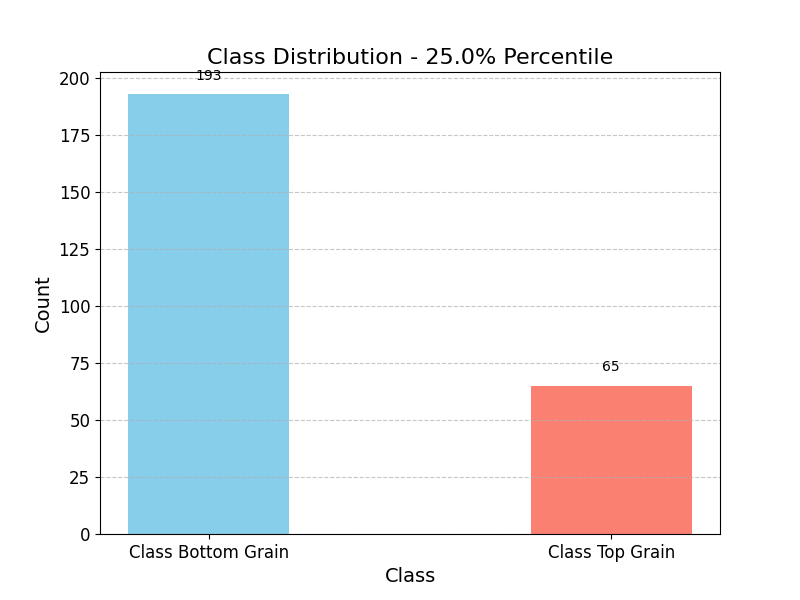 Class Distribution - 25.0% Percentile
193
65
200
175
150
125
100
75
50
25
0
Count
Class Bottom Grain
Class Top Grain
Class